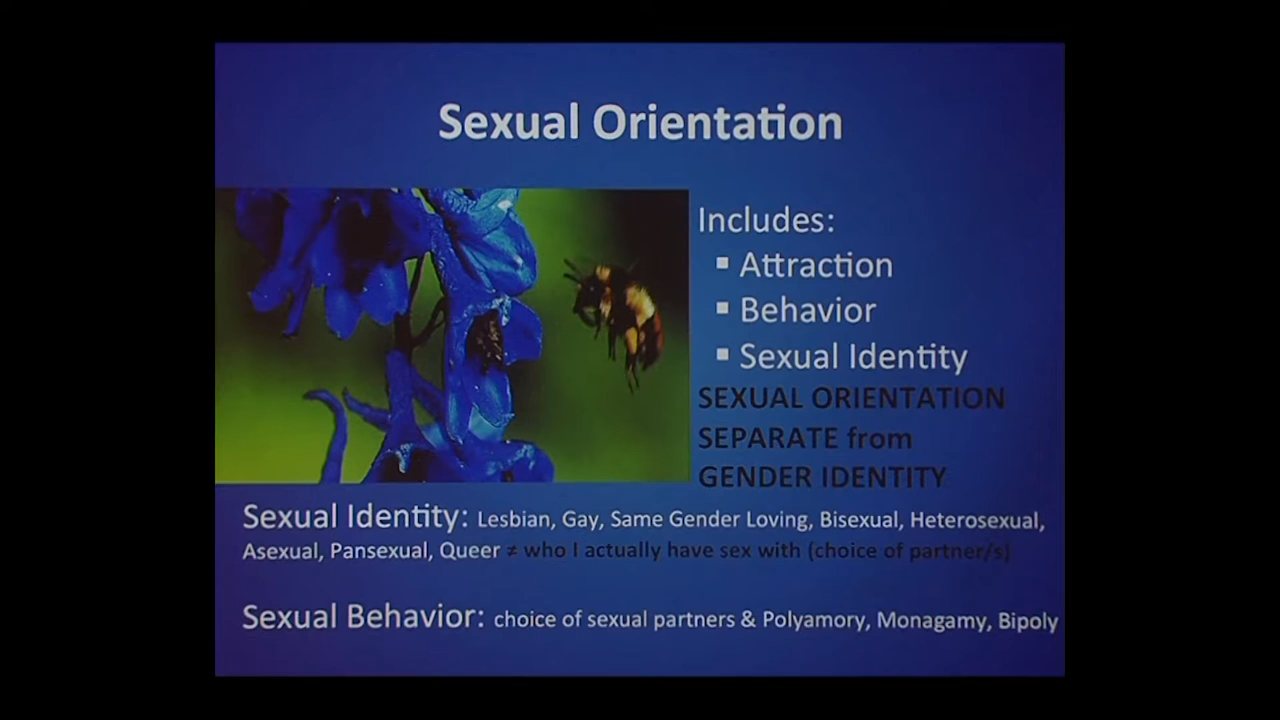 Sexual Orientation
Includes:
▪ Attraction
▪ Behavior
▪ Sexual Identity
SEXUAL ORIENTATION
SEPARATE from
GENDER IDENTITY
Sexual Identity: Lesbian, Gay, Same Gender Loving, Bisexual, Heterosexual,
Asexual, Pansexual, Queer ≠ who I actually have sex with (choice of partner/s)
Sexual Behavior: choice of sexual partners & Polyamory, Monagamy, Bipoly